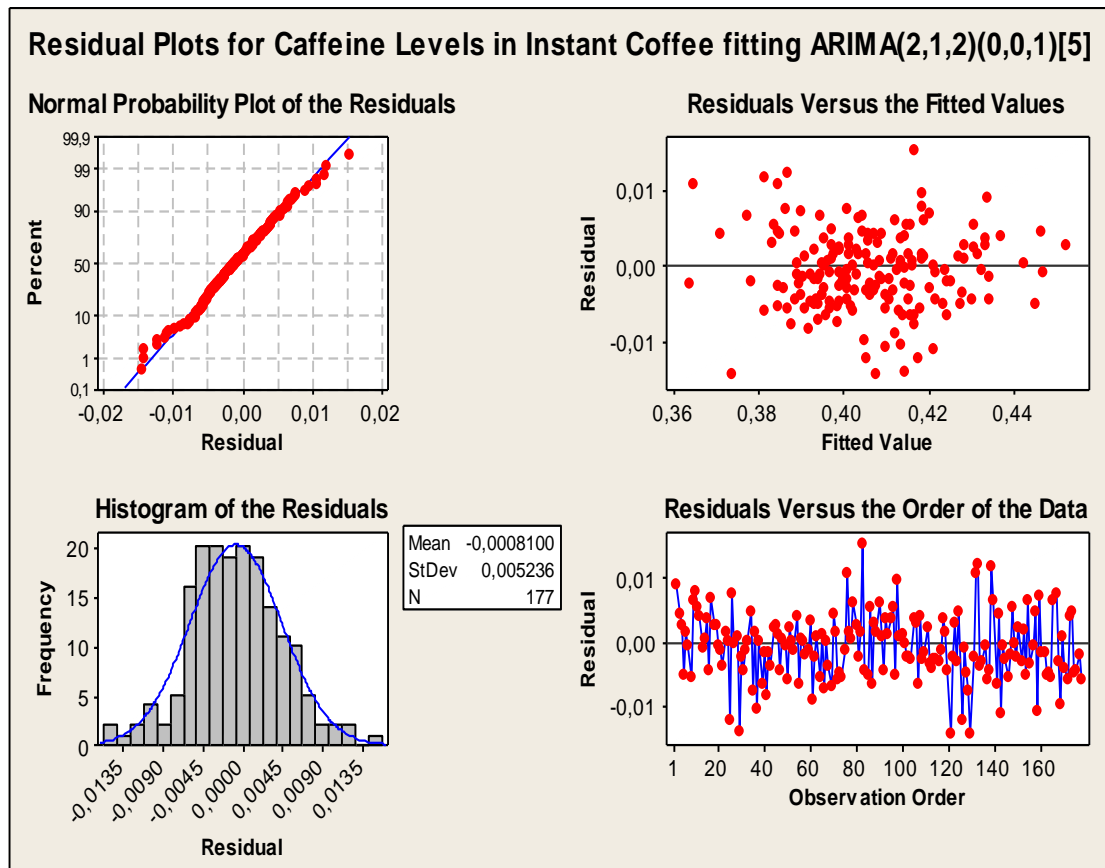 Residual Plots for Caffeine Levels in Instant Coffee fitting ARIMA(2,1,2)(0,0,1)[5]
Normal Probability Plot of the Residuals
99,9
99
90
50
10
1
0,1
Percent
-0,02 -0,01 0,00 0,01 0,02
Residual
Residuals Versus the Fitted Values
0,01
0,00
-0,01
Residual
0,36 0,38 0,40 0,42 0,44
Fitted Value
Histogram of the Residuals
20
15
10
5
0
Frequency
-0,0135 -0,0090 -0,0045 0,0000 0,0045 0,0090 0,0135
Residual
Mean -0,0008100
StDev 0,005236
N 177
Residuals Versus the Order of the Data
0,01
0,00
-0,01
Residual
1 20 40 60 80 100 120 140 160
Observation Order